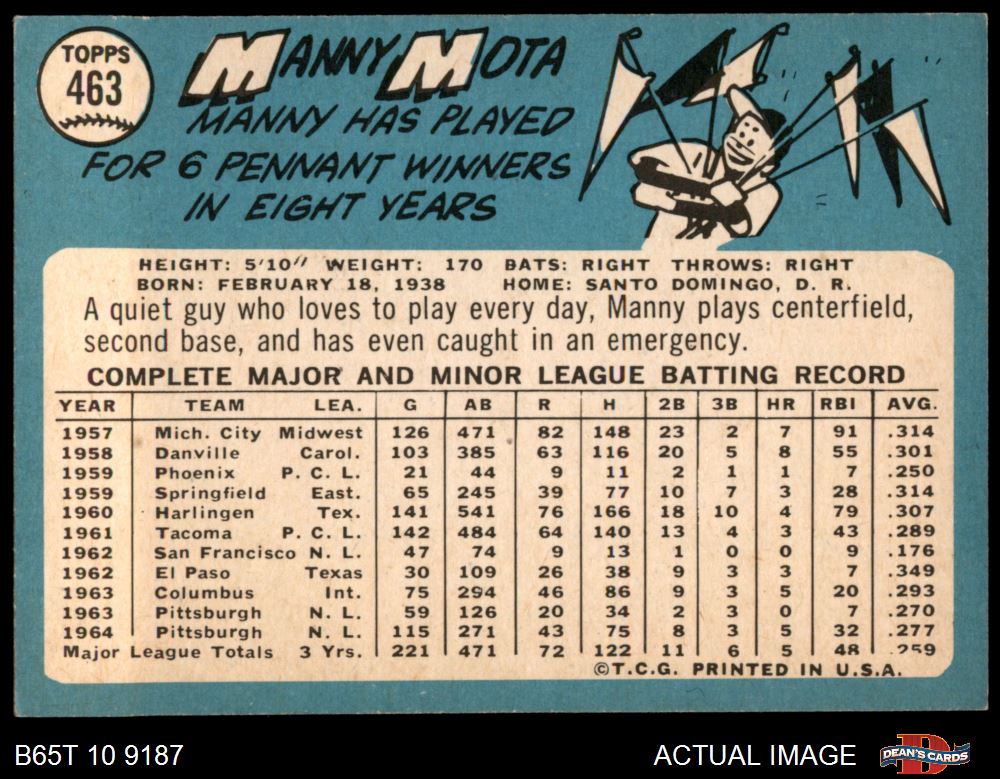 TOPPS
463
MANNY MOTA
MANNY HAS PLAYED
FOR 6 PENNANT WINNERS
IN EIGHT YEARS
HEIGHT: 5'10" WEIGHT: 170 BATS: RIGHT THROWS: RIGHT
BORN: FEBRUARY 18, 1938 HOME: SANTO DOMINGO, D. R.
A quiet guy who loves to play every day, Manny plays centerfield,
second base, and has even caught in an emergency.
COMPLETE MAJOR AND MINOR LEAGUE BATTING RECORD
YEAR TEAM LEA. G AB R H 2B 3B HR RBI AVG.
1957 Mich. City Midwest 126 471 82 148 23 2 7 91 .314
1958 Danville Carol. 103 385 63 116 20 5 8 55 .301
1959 Phoenix P. C. L. 21 44 9 11 2 1 1 7 .250
1959 Springfield East. 65 245 39 77 10 7 3 28 .314
1960 Harlingen Tex. 141 541 76 166 18 10 4 79 .307
1961 Tacoma P. C. L. 142 484 64 140 13 4 3 43 .289
1962 San Francisco N. L. 47 74 9 13 1 0 0 9 .176
1962 El Paso Texas 30 109 26 38 9 3 3 7 .349
1963 Columbus Int. 75 294 46 86 9 3 5 20 .293
1963 Pittsburgh N. L. 59 126 20 34 2 3 0 7 .270
1964 Pittsburgh N. L. 115 271 43 75 8 3 5 32 .277
Major League Totals 3 Yrs. 221 471 72 122 11 6 5 48 .259
©T.C.G. PRINTED IN U.S.A.
B65T 10 9187 ACTUAL IMAGE DEAN'S CARDS